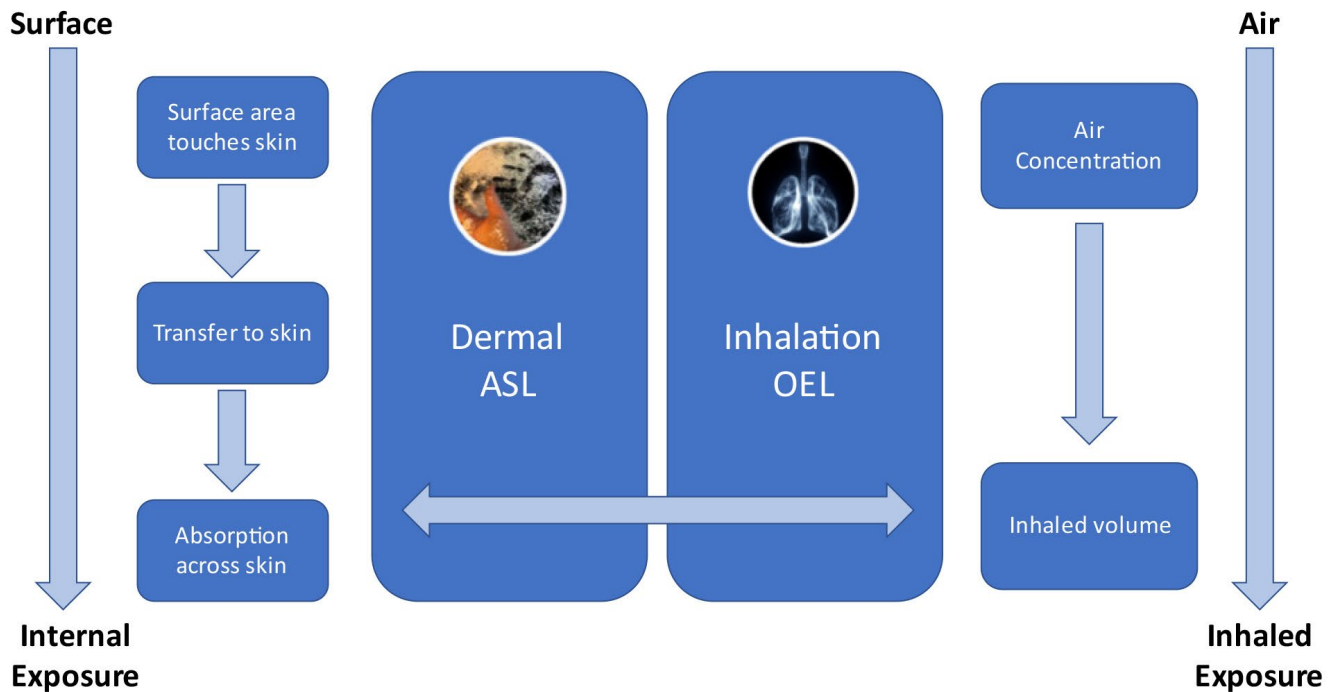 Surface
Air
Surface area
touches skin
Air
Concentration
Transfer to skin
Dermal
ASL
Inhalation
OEL
Absorption
across skin
Inhaled volume
Internal
Exposure
Inhaled
Exposure